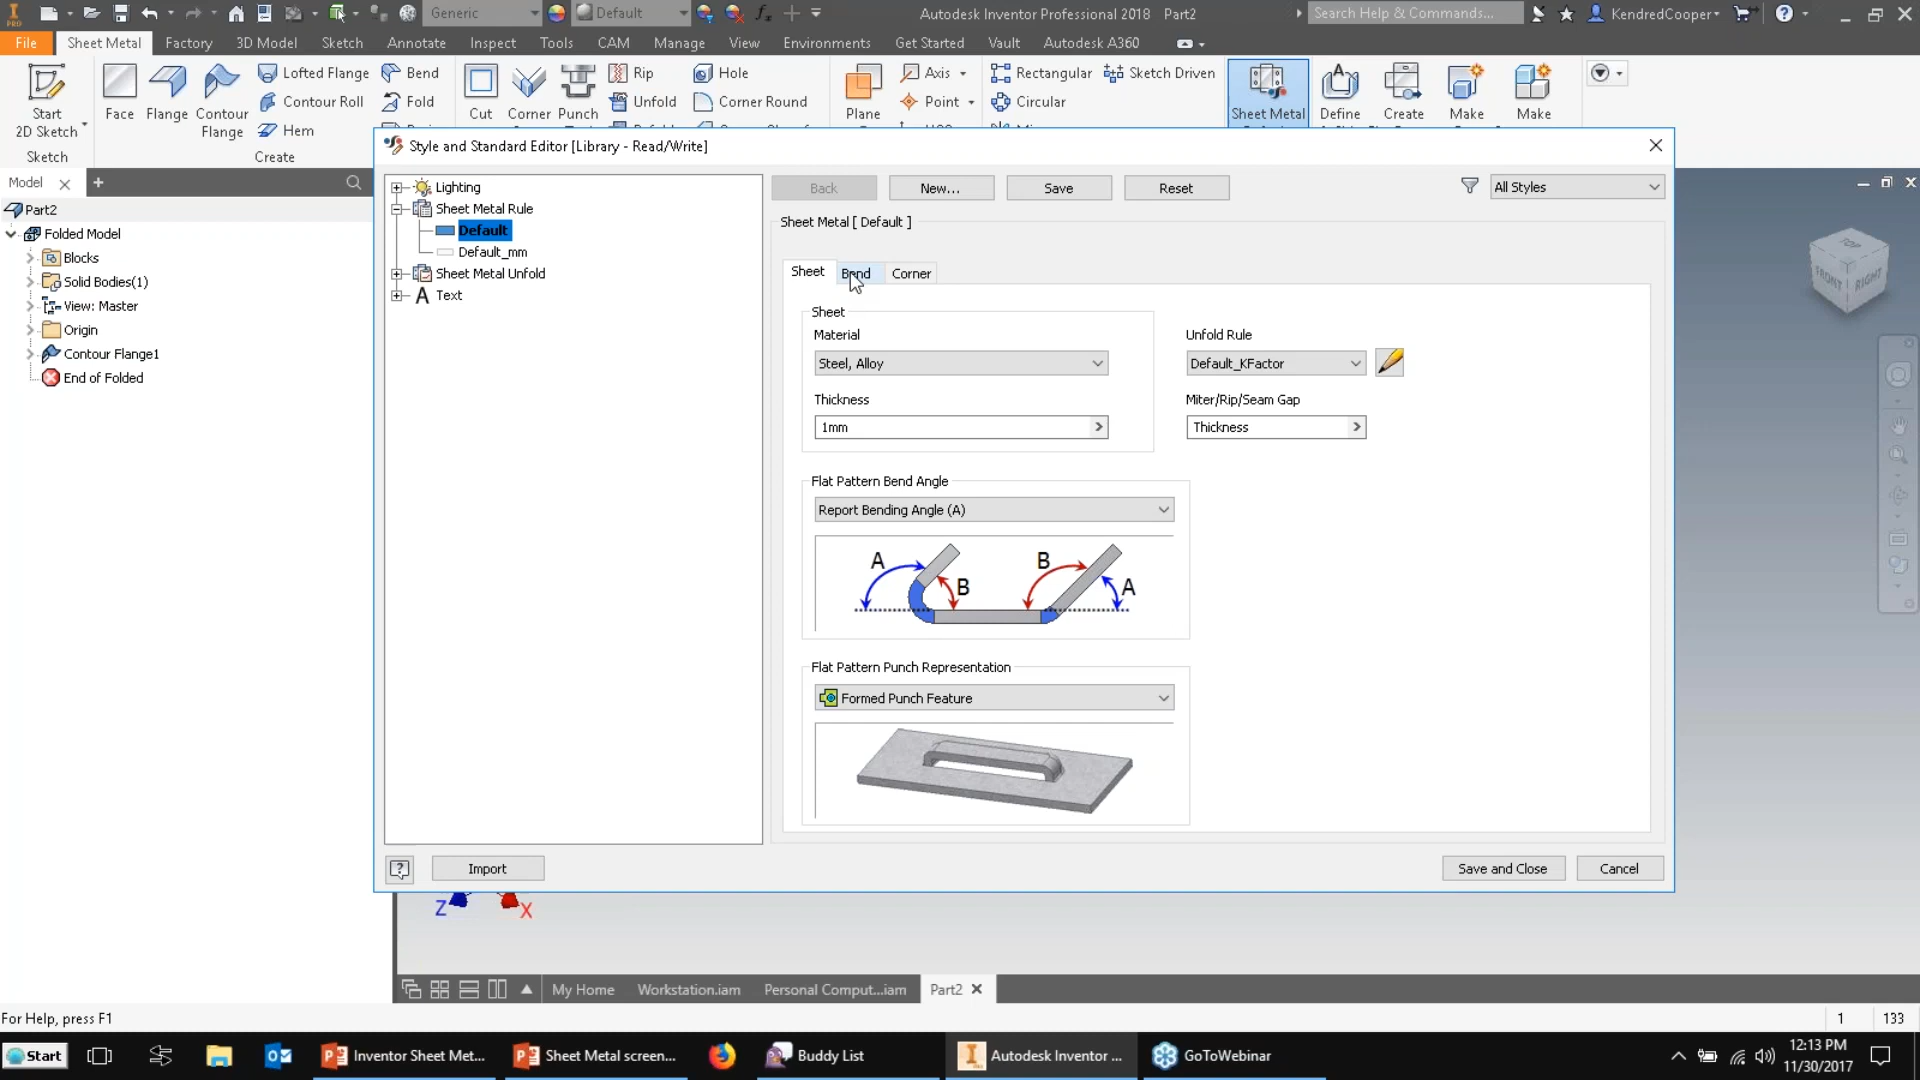 Generic
Default
Autodesk Inventor Professional 2018 Part2
Search Help & Commands...
KendredCooper
PRO
File Sheet Metal Factory 3D Model Sketch Annotate Inspect Tools CAM Manage View Environments Get Started Vault Autodesk A360
Start
2D Sketch
Face
Flange
Contour
Flange
Lofted Flange
Contour Roll
Hem
Bend
Fold
Cut
Corner
Punch
Rip
Unfold
Hole
Corner Round
Plane
Axis
Point
Rectangular
Circular
Sketch Driven
Sheet Metal
Define
Create
Make
Make
Sketch
Create
Model
Part2
Folded Model
Blocks
Solid Bodies(1)
View: Master
Origin
Contour Flange1
End of Folded
Style and Standard Editor [Library - Read/Write]
Lighting
Sheet Metal Rule
Default
Default_mm
Sheet Metal Unfold
A Text
Back
New...
Save
Reset
All Styles
Sheet Metal [ Default ]
Sheet Bend Corner
Sheet
Material
Steel, Alloy
Thickness
1mm
Unfold Rule
Default_KFactor
Miter/Rip/Seam Gap
Thickness
Flat Pattern Bend Angle
Report Bending Angle (A)
A B B A
Flat Pattern Punch Representation
Formed Punch Feature
Import
Save and Close
Cancel
TOP
FRONT
RIGHT
Z X
My Home Workstation.iam Personal Comput...iam Part2
For Help, press F1
1 133
Start
Inventor Sheet Met...
Sheet Metal screen...
Buddy List
Autodesk Inventor ...
GoToWebinar
12:13 PM
11/30/2017